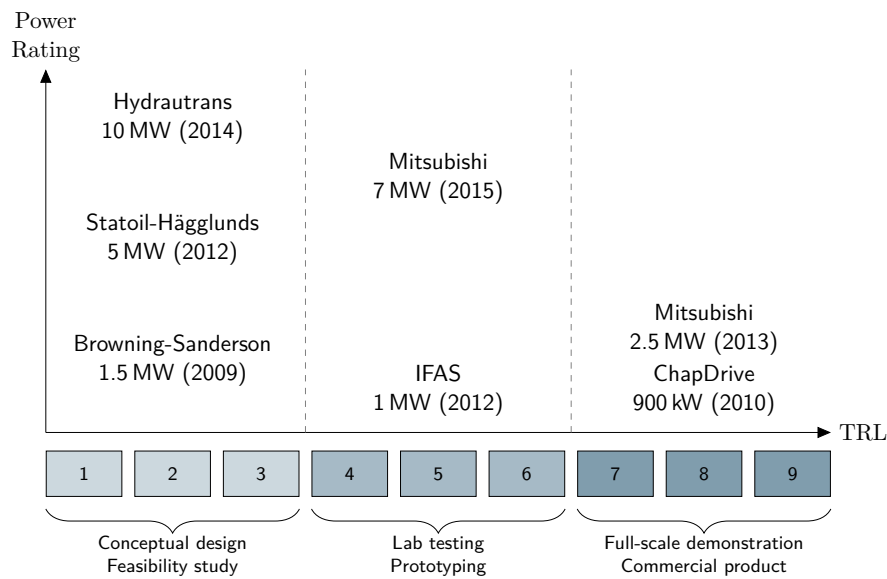 Power
Rating
Hydrautrans
10 MW (2014)
Mitsubishi
7 MW (2015)
Statoil-Hägglunds
5 MW (2012)
Mitsubishi
2.5 MW (2013)
Browning-Sanderson
1.5 MW (2009)
IFAS
1 MW (2012)
ChapDrive
900 kW (2010)
TRL
1 2 3 4 5 6 7 8 9
Conceptual design
Feasibility study
Lab testing
Prototyping
Full-scale demonstration
Commercial product